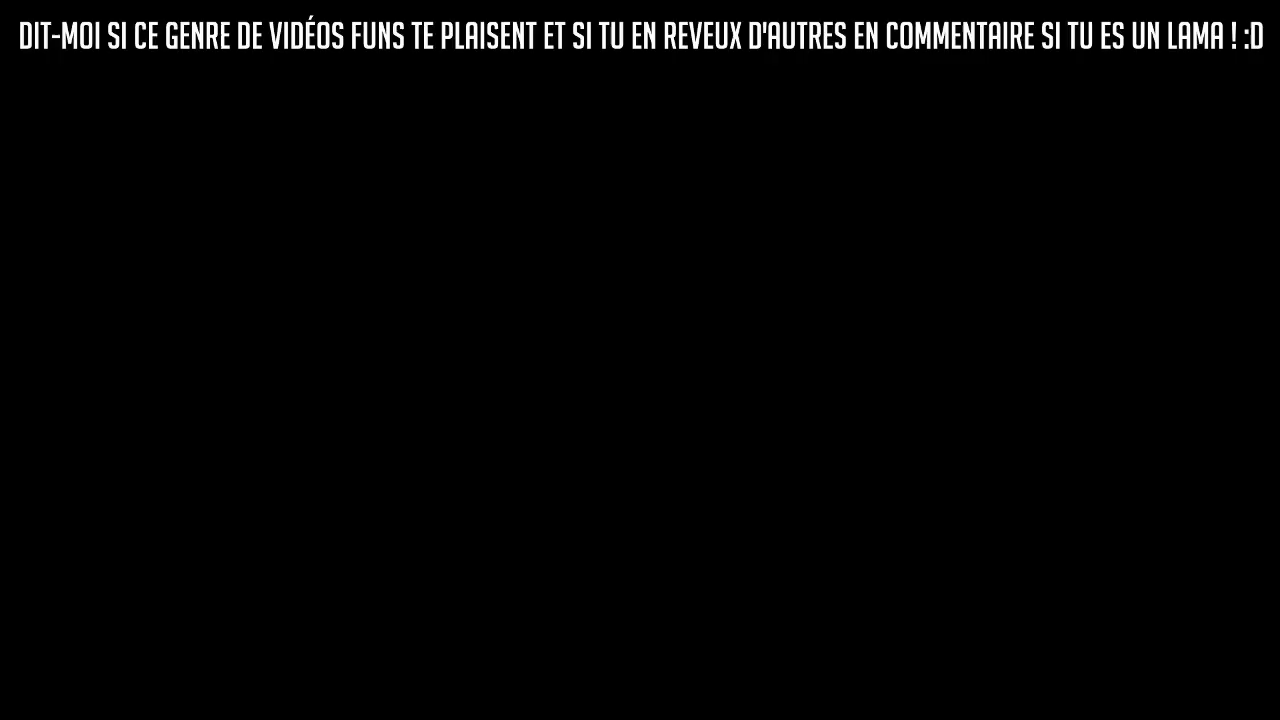 DIT-MOI SI CE GENRE DE VIDÉOS FUNS TE PLAISENT ET SI TU EN REVEUX D'AUTRES EN COMMENTAIRE SI TU ES UN LAMA ! :D